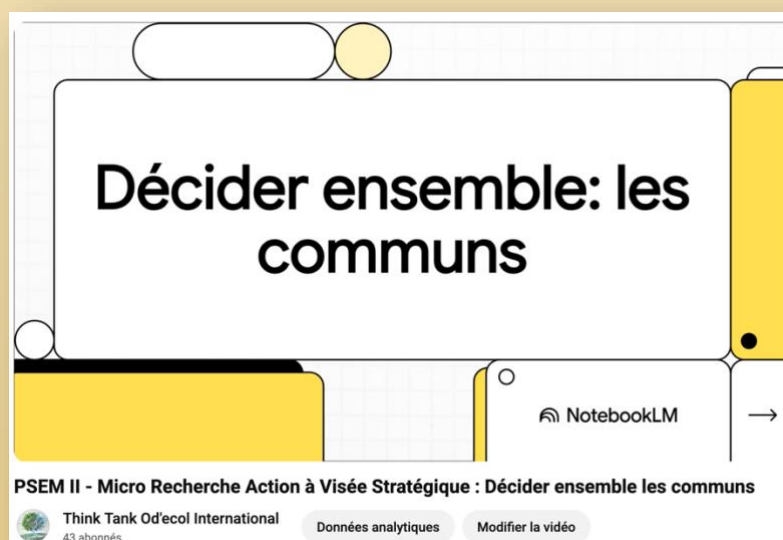 Décider ensemble: les
communs
NotebookLM
PSEM II - Micro Recherche Action à Visée Stratégique : Décider ensemble les communs
Think Tank Od'ecol International
43 abonnés
Données analytiques
Modifier la vidéo